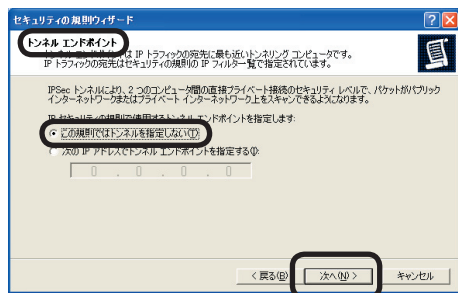 セキュリティの規則ウィザード
トンネル エンドポイント
IP トラフィックの宛先に最も近いトンネリング コンピュータです。
IP トラフィックの宛先はセキュリティの規則の IP フィルタ一覧で指定されています。
IPSec トンネルにより、2 つのコンピュータ間の直接プライベート接続のセキュリティ レベルで、パケットがパブリック
インターネットワークまたはプライベート インターネットワーク上をスキャンできるようになります。
IP セキュリティの規則で使用するトンネル エンドポイントを指定します:
この規則ではトンネルを指定しない(T)
次の IP アドレスでトンネル エンドポイントを指定する(I):
0 . 0 . 0 . 0
< 戻る(B) 次へ(N) > キャンセル